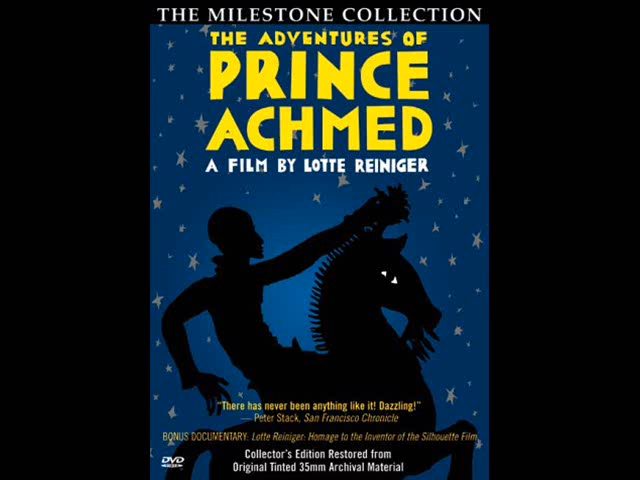 THE MILESTONE COLLECTION
THE ADVENTURES OF
PRINCE
ACHMED
A FILM BY LOTTE REINIGER
"There has never been anything like it! Dazzling!"
— Peter Stack, San Francisco Chronicle
BONUS DOCUMENTARY: Lotte Reiniger: Homage to the Inventor of the Silhouette Film
Collector's Edition Restored from
Original Tinted 35mm Archival Material
DVD